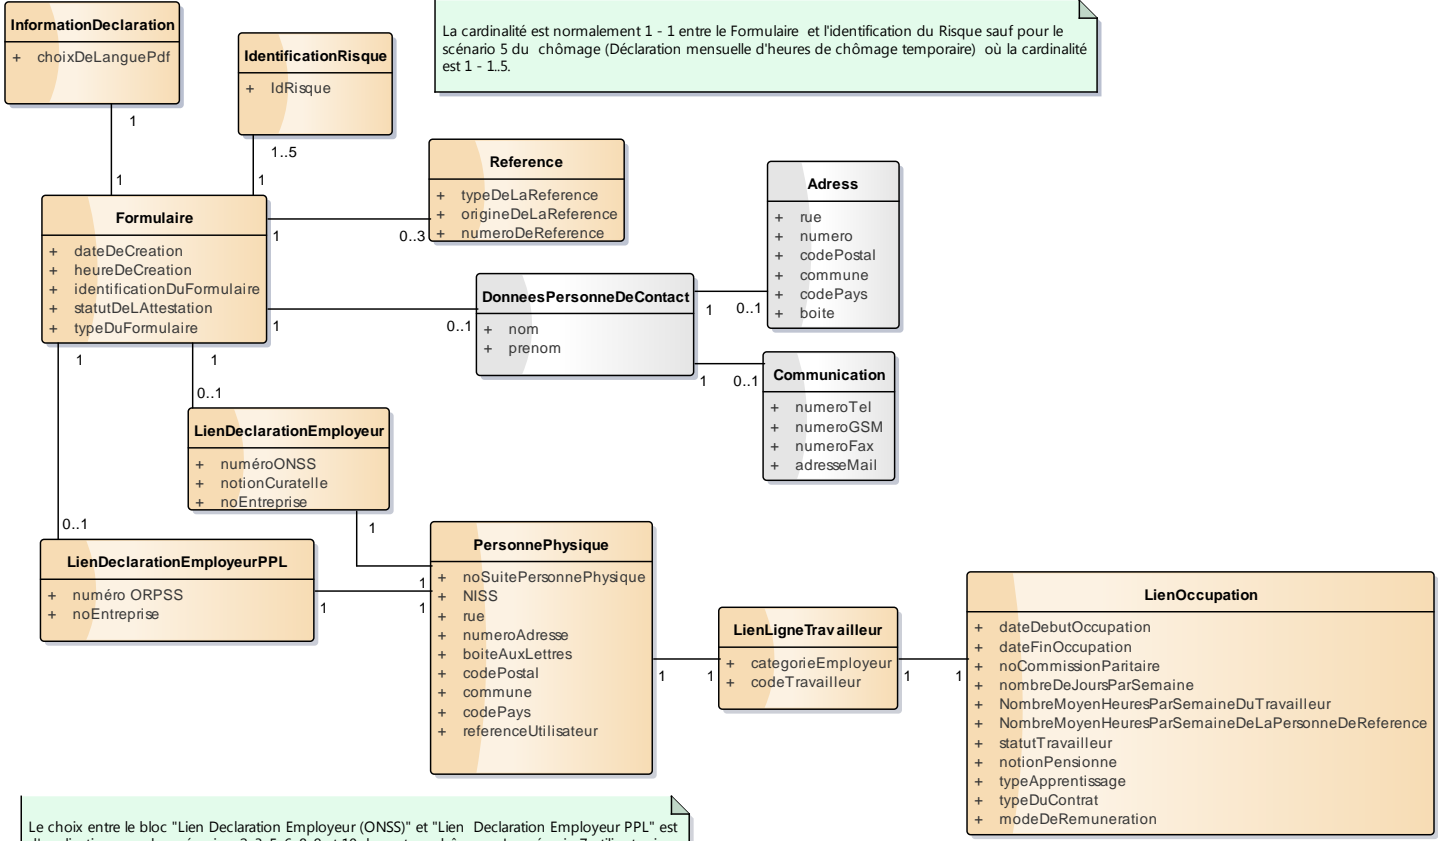 InformationDeclaration
+ choixDeLanguePdf
1
1
IdentificationRisque
+ IdRisque
1..5
1
La cardinalité est normalement 1 - 1 entre le Formulaire et l'identification du Risque sauf pour le
scénario 5 du chômage (Déclaration mensuelle d'heures de chômage temporaire) où la cardinalité
est 1 - 1..5.
Formulaire
+ dateDeCreation
+ heureDeCreation
+ identificationDuFormulaire
+ statutDeLAttestation
+ typeDuFormulaire
1
0..3
Reference
+ typeDeLaReference
+ origineDeLaReference
+ numeroDeReference
1
0..1
DonneesPersonneDeContact
+ nom
+ prenom
1
0..1
Adress
+ rue
+ numero
+ codePostal
+ commune
+ codePays
+ boite
1
0..1
Communication
+ numeroTel
+ numeroGSM
+ numeroFax
+ adresseMail
1
0..1
LienDeclarationEmployeur
+ numéroONSS
+ notionCuratelle
+ noEntreprise
1
1
1
0..1
LienDeclarationEmployeurPPL
+ numéro ORPSS
+ noEntreprise
1
1
PersonnePhysique
+ noSuitePersonnePhysique
+ NISS
+ rue
+ numeroAdresse
+ boiteAuxLettres
+ codePostal
+ commune
+ codePays
+ referenceUtilisateur
1
1
LienLigneTravailleur
+ categorieEmployeur
+ codeTravailleur
1
1
LienOccupation
+ dateDebutOccupation
+ dateFinOccupation
+ noCommissionParitaire
+ nombreDeJoursParSemaine
+ NombreMoyenHeuresParSemaineDuTravailleur
+ NombreMoyenHeuresParSemaineDeLaPersonneDeReference
+ statutTravailleur
+ notionPensionne
+ typeApprentissage
+ typeDuContrat
+ modeDeRemuneration
Le choix entre le bloc "Lien Declaration Employeur (ONSS)" et "Lien Declaration Employeur PPL" est